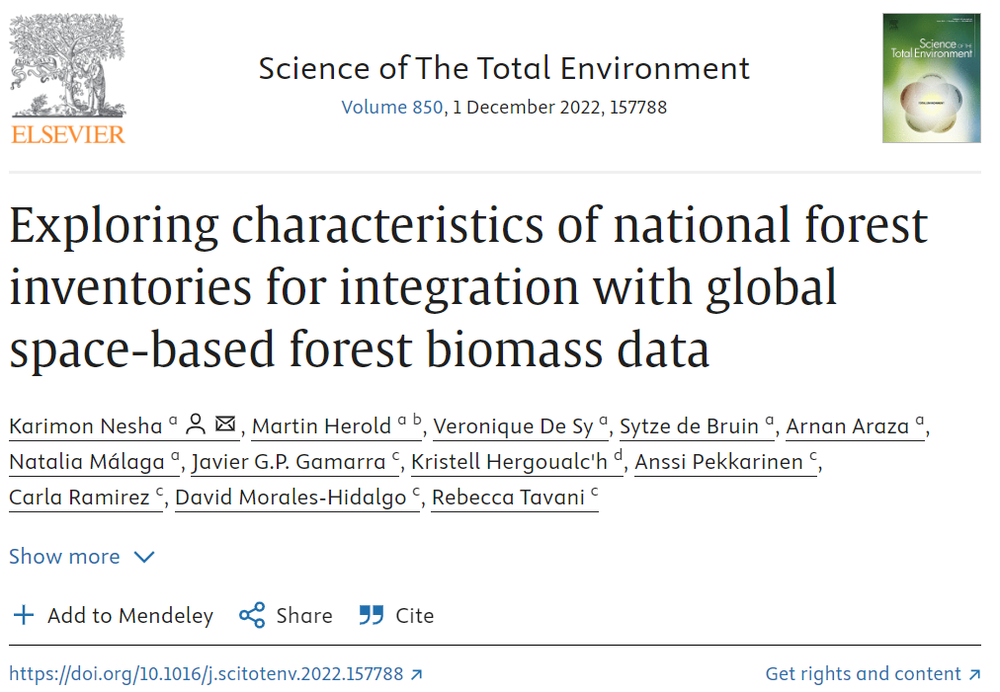 ELSEVIER
Science of The Total Environment
Volume 850, 1 December 2022, 157788
Science OF THE
Total Environment
TOTAL ENVIRONMENT
Exploring characteristics of national forest
inventories for integration with global
space-based forest biomass data
Karimon Nesha a , Martin Herold a b, Veronique De Sy a, Sytze de Bruin a, Arnan Araza a,
Natalia Málaga a, Javier G.P. Gamarra c, Kristell Hergoualc'h d, Anssi Pekkarinen c,
Carla Ramirez c, David Morales-Hidalgo c, Rebecca Tavani c
Show more
Add to Mendeley Share Cite
https://doi.org/10.1016/j.scitotenv.2022.157788 Get rights and content